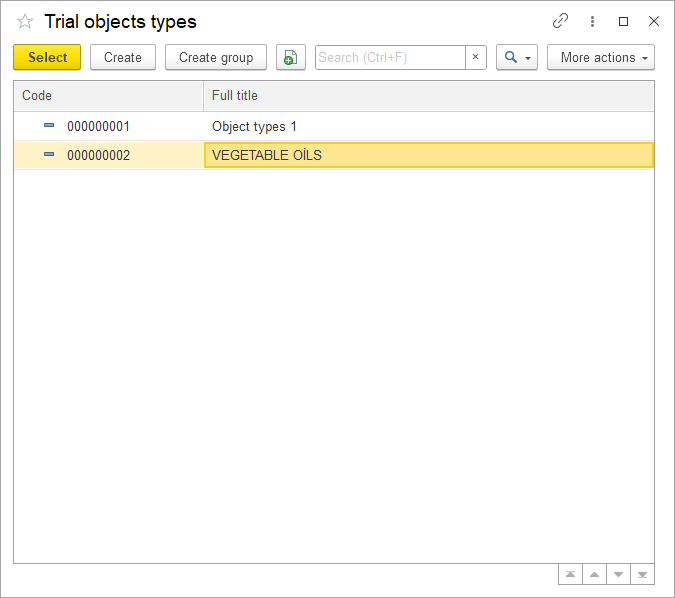 Trial objects types
Select Create Create group Search (Ctrl+F) × More actions
Code Full title
000000001 Object types 1
000000002 VEGETABLE OİLS